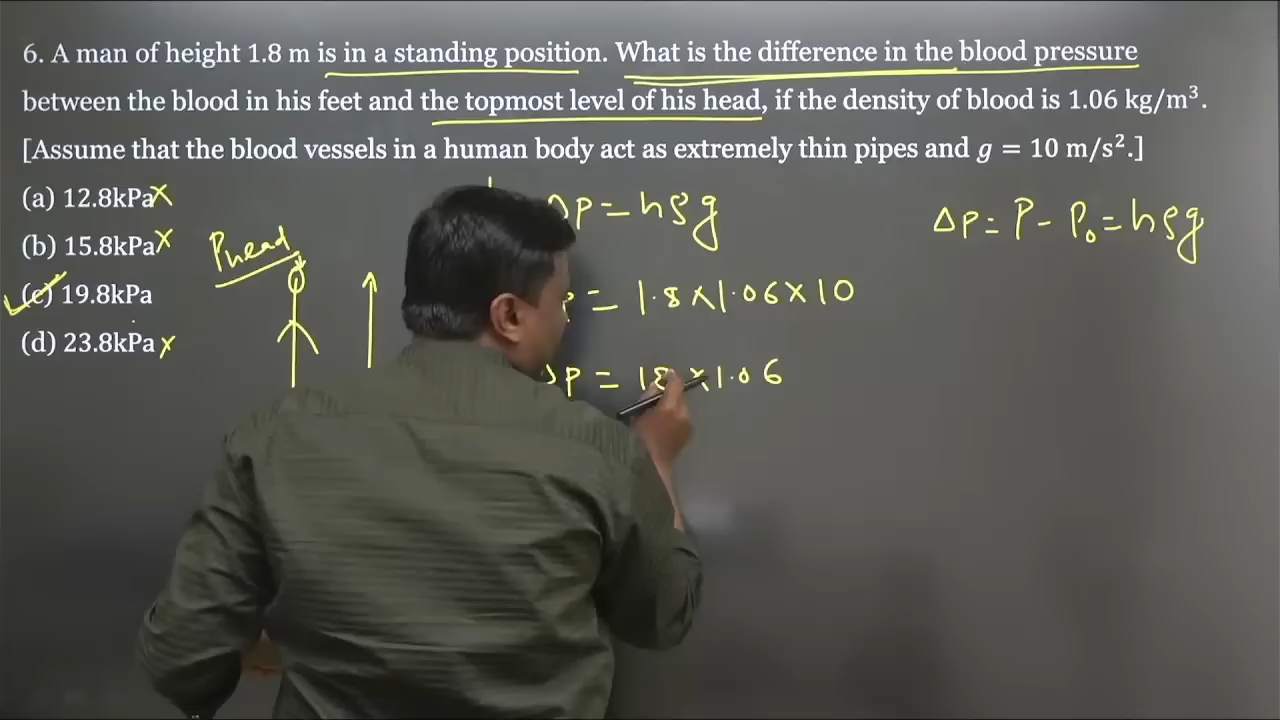 6. A man of height 1.8 m is in a standing position. What is the difference in the blood pressure
between the blood in his feet and the topmost level of his head, if the density of blood is 1.06 kg/m³.
[Assume that the blood vessels in a human body act as extremely thin pipes and g = 10 m/s².]
(a) 12.8kPa x
(b) 15.8kPa x
(c) 19.8kPa
(d) 23.8kPa x
Phead
ΔP = hρg
= 1.8 × 1.06 × 10
ΔP = 18 × 1.06
ΔP = P - P₀ = hρg